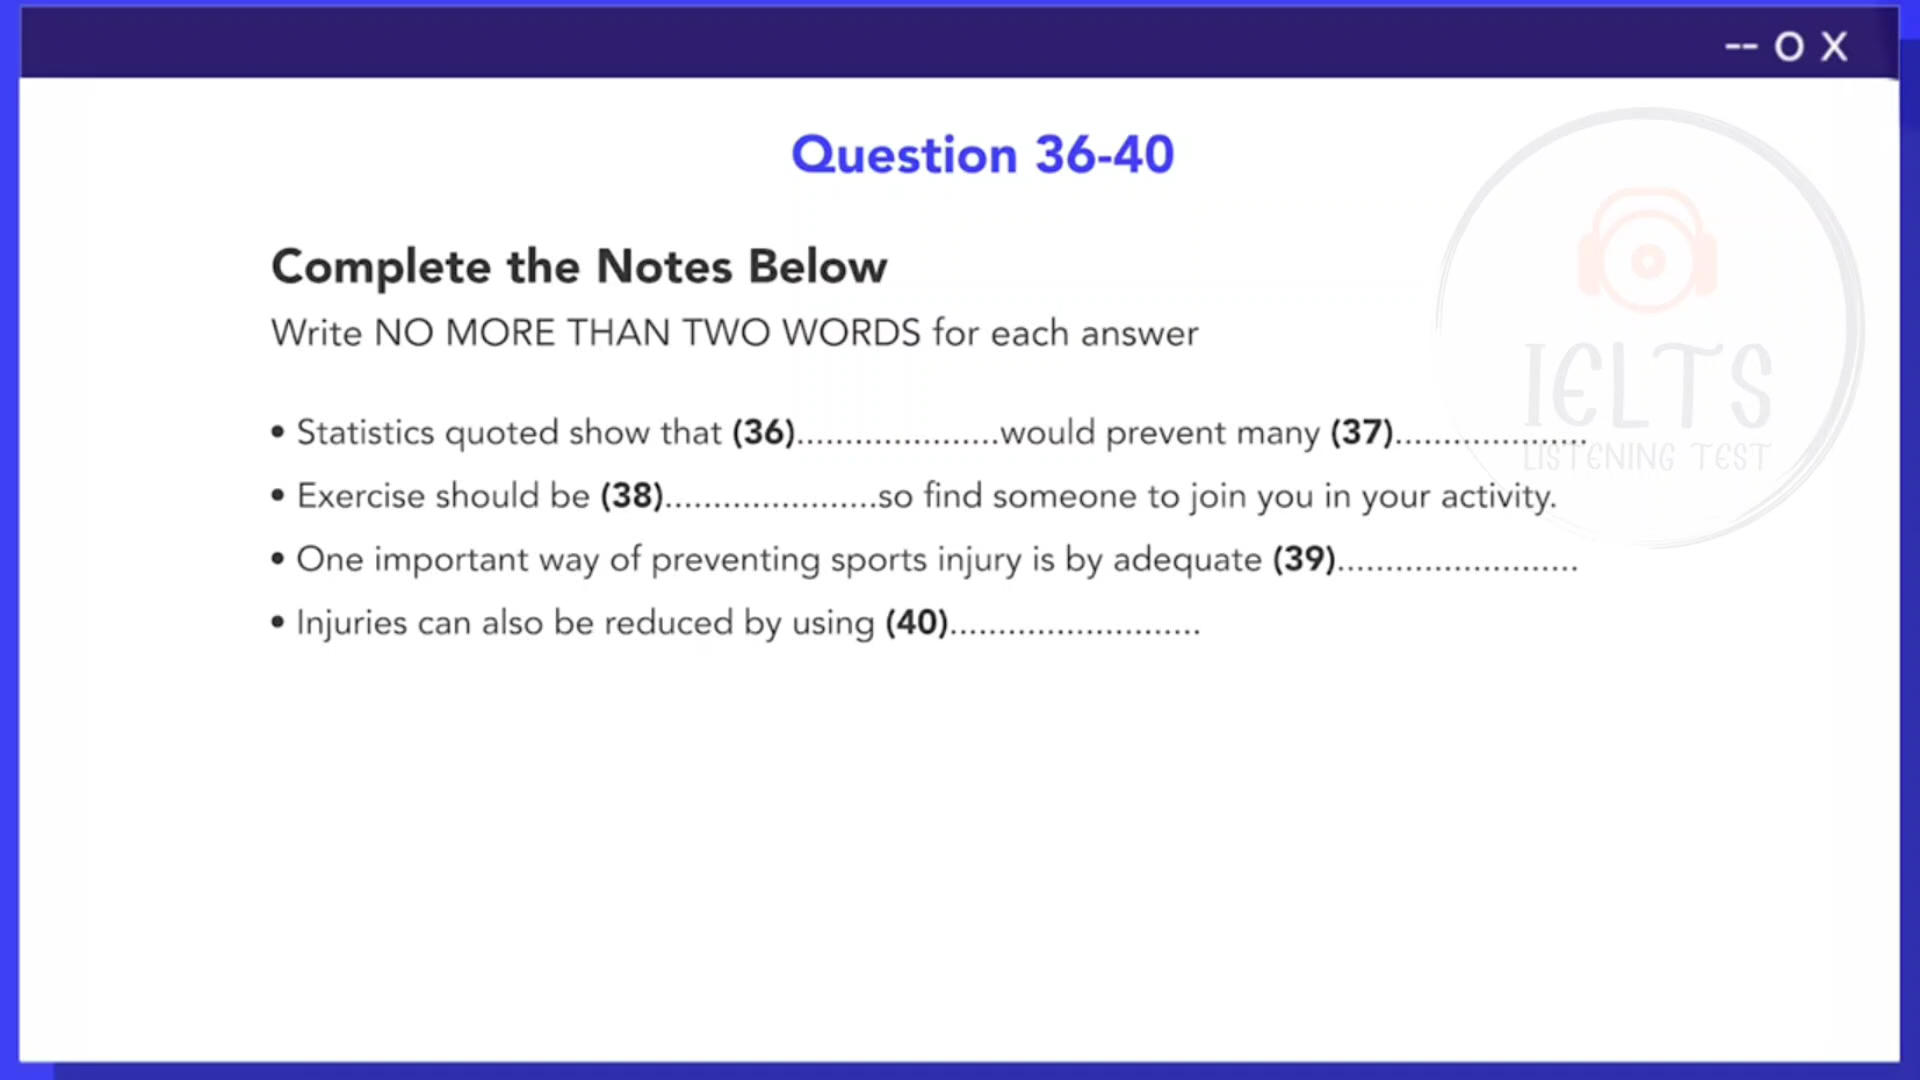 -- O X
Question 36-40
Complete the Notes Below
Write NO MORE THAN TWO WORDS for each answer
• Statistics quoted show that (36).....................would prevent many (37)....................
• Exercise should be (38)......................so find someone to join you in your activity.
• One important way of preventing sports injury is by adequate (39).........................
• Injuries can also be reduced by using (40)..........................
IELTS
LISTENING TEST